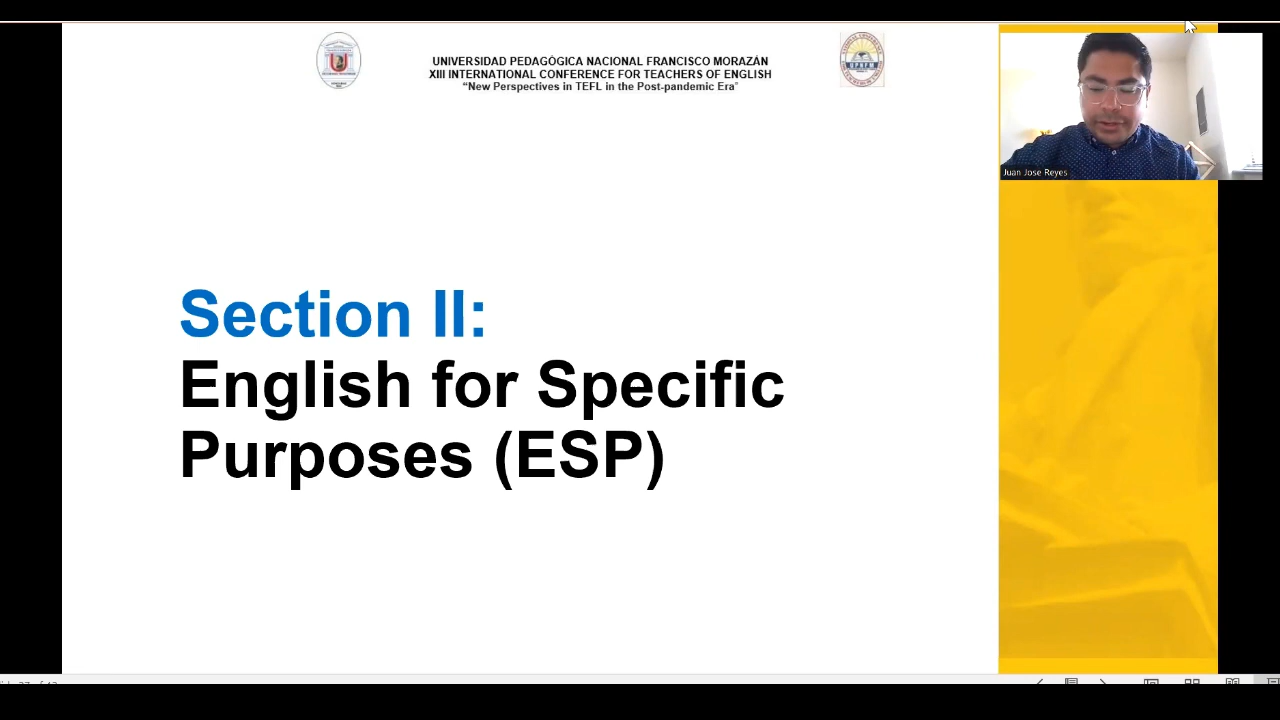 UNIVERSIDAD PEDAGÓGICA NACIONAL FRANCISCO MORAZÁN
XIII INTERNATIONAL CONFERENCE FOR TEACHERS OF ENGLISH
“New Perspectives in TEFL in the Post-pandemic Era”
Juan Jose Reyes
Section II:
English for Specific
Purposes (ESP)